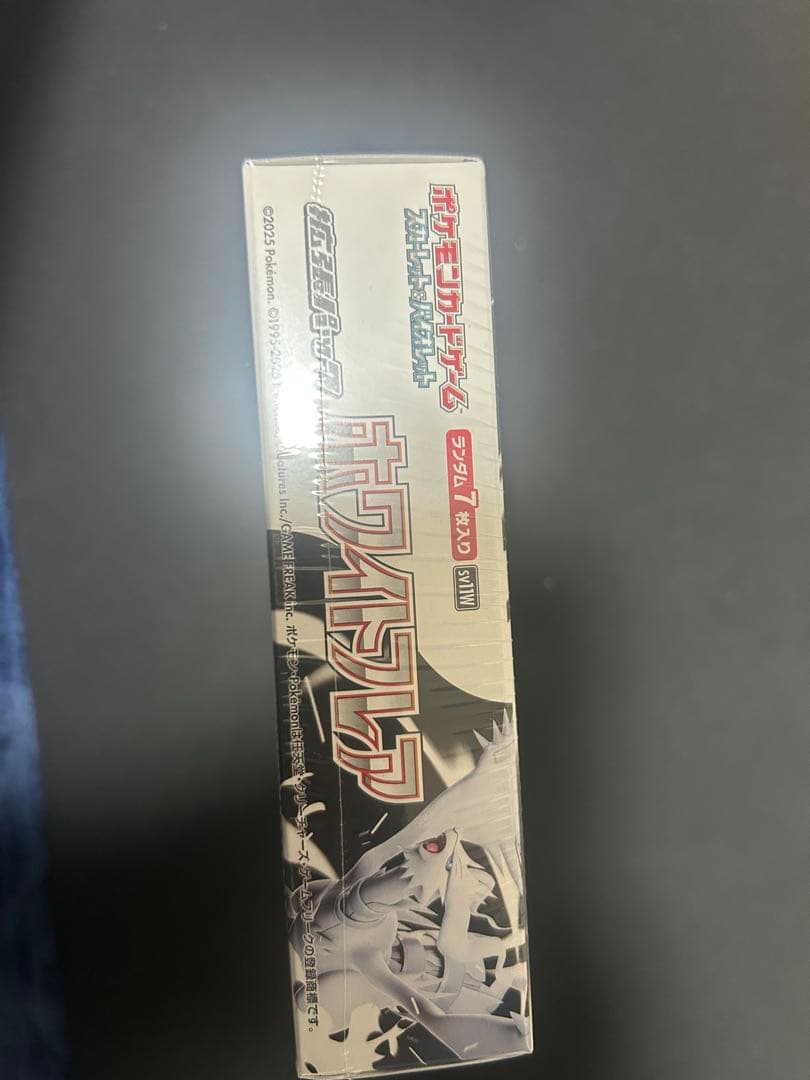 ポケモンカードゲーム
スカーレット&バイオレット
ランダム7枚入り
SV11W
拡張パック
ホワイトフレア
©2025 Pokémon. ©1995-2025 Inc./GAME FREAK inc. ポケモン・Pokémonは任天堂・クリーチャーズ・ゲームフリークの登録商標です。